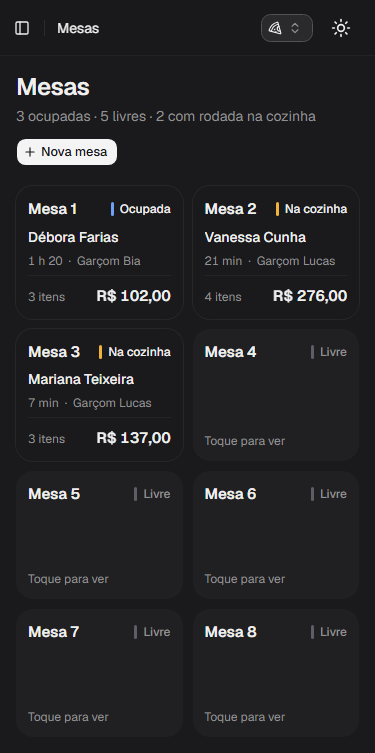 Mesas
Mesas
3 ocupadas · 5 livres · 2 com rodada na cozinha
+ Nova mesa
Mesa 1 Ocupada
Débora Farias
1 h 20 · Garçom Bia
3 itens R$ 102,00
Mesa 2 Na cozinha
Vanessa Cunha
21 min · Garçom Lucas
4 itens R$ 276,00
Mesa 3 Na cozinha
Mariana Teixeira
7 min · Garçom Lucas
3 itens R$ 137,00
Mesa 4 Livre
Toque para ver
Mesa 5 Livre
Toque para ver
Mesa 6 Livre
Toque para ver
Mesa 7 Livre
Toque para ver
Mesa 8 Livre
Toque para ver